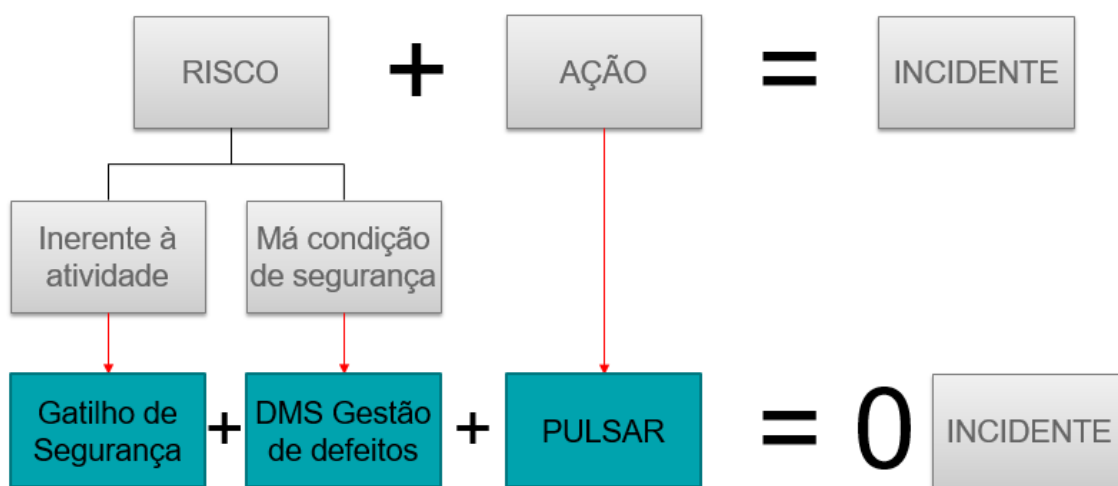 RISCO
+
AÇÃO
=
INCIDENTE
Inerente à
atividade
Má condição
de segurança
Gatilho de
Segurança
+
DMS Gestão
de defeitos
+
PULSAR
=
0
INCIDENTE